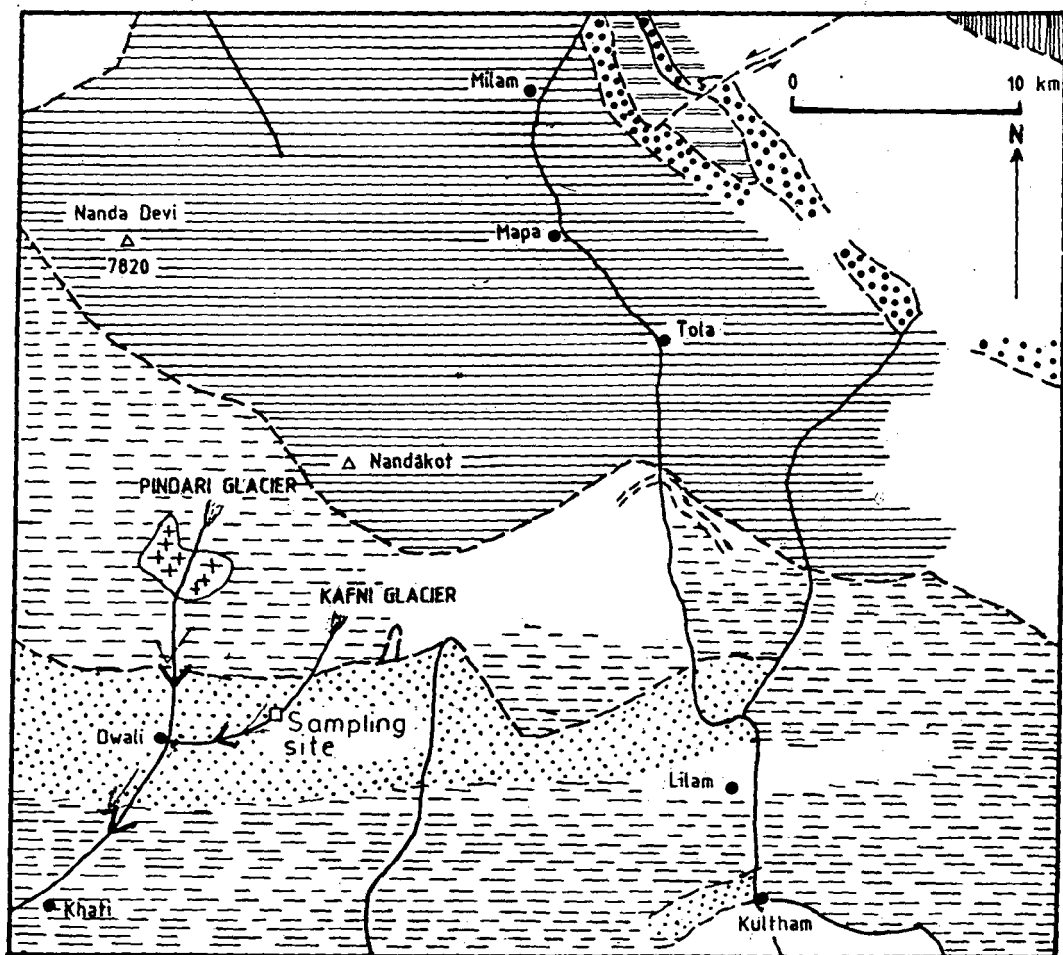 Milam
0 10 km
N
Nanda Devi
7820
Mapa
Tola
Nandākot
PINDARI GLACIER
KAFNI GLACIER
Dwali
Sampling
site
Lilam
Khati
Kultham